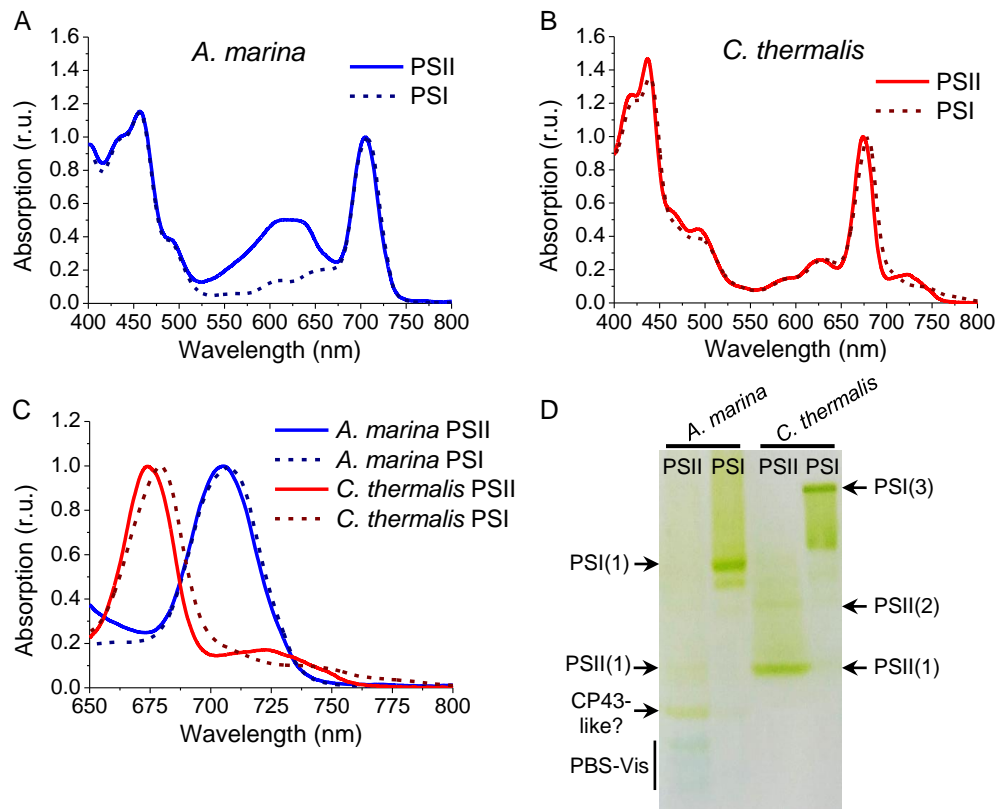 A
A. marina
PSII
PSI
Absorption (r.u.)
1.6
1.4
1.2
1.0
0.8
0.6
0.4
0.2
0.0
400 450 500 550 600 650 700 750 800
Wavelength (nm)
B
C. thermalis
PSII
PSI
Absorption (r.u.)
1.6
1.4
1.2
1.0
0.8
0.6
0.4
0.2
0.0
400 450 500 550 600 650 700 750 800
Wavelength (nm)
C
A. marina PSII
A. marina PSI
C. thermalis PSII
C. thermalis PSI
Absorption (r.u.)
1.2
1.0
0.8
0.6
0.4
0.2
0.0
650 675 700 725 750 775 800
Wavelength (nm)
D
A. marina
C. thermalis
PSII PSI PSII PSI
PSI(3)
PSI(1)
PSII(2)
PSII(1)
PSII(1)
CP43-
like?
PBS-Vis